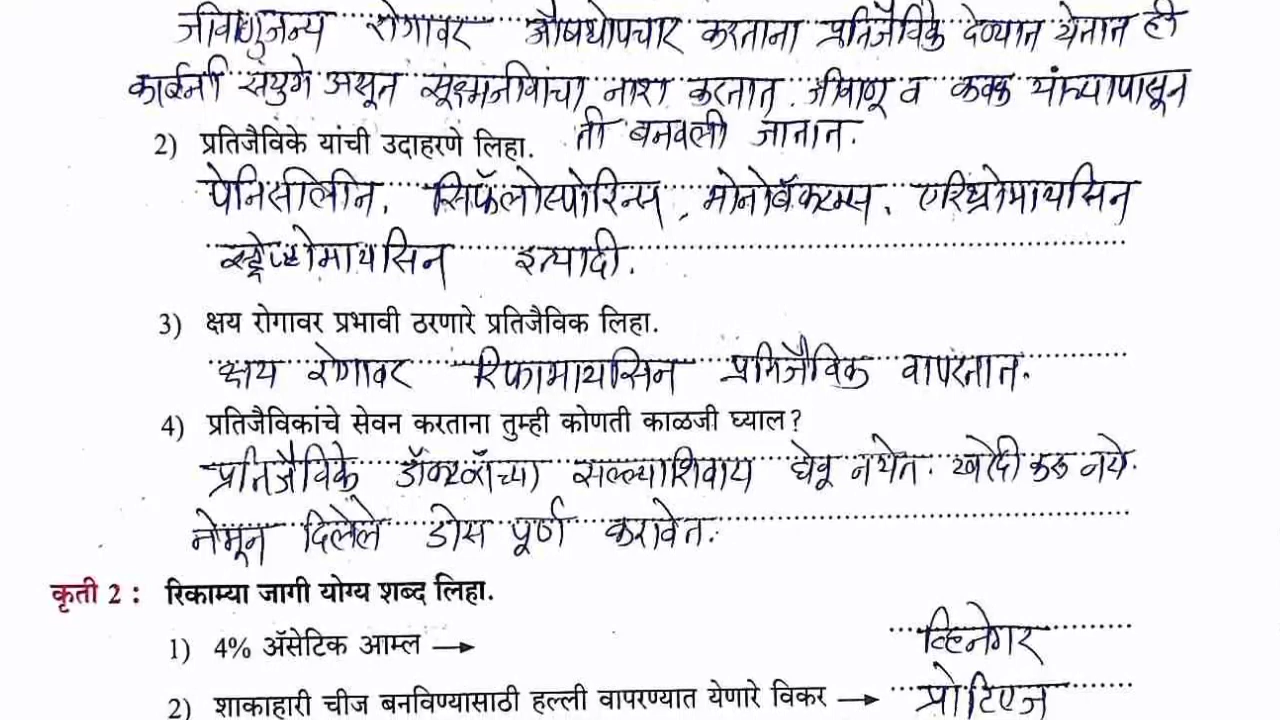 जीवाणुजन्य रोगावर औषधोपचार करताना प्रतिजैविके देण्यात येतात ही
कार्बनी संयुगे असून सूक्ष्मजीवांचा नाश करतात. जीवाणू व कवक यांच्यापासून
ती बनवली जातात.
2) प्रतिजैविके यांची उदाहरणे लिहा.
पेनिसीलीन, सिफॅलोस्पोरिन्स, मोनोबॅक्टम्स, एरिथ्रोमायसिन
स्ट्रेप्टोमायसिन इत्यादी.
3) क्षय रोगावर प्रभावी ठरणारे प्रतिजैविक लिहा.
क्षय रोगावर रिफामायसिन प्रतिजैविक वापरतात.
4) प्रतिजैविकांचे सेवन करताना तुम्ही कोणती काळजी घ्याल?
प्रतिजैविके डॉक्टरांच्या सल्ल्याशिवाय घेवू नयेत. खरेदी करू नये.
नेमून दिलेले डोस पूर्ण करावेत.
कृती 2 : रिकाम्या जागी योग्य शब्द लिहा.
1) 4% ॲसेटिक आम्ल → व्हिनेगर
2) शाकाहारी चीज बनविण्यासाठी हल्ली वापरण्यात येणारे विकर → प्रोटिएज